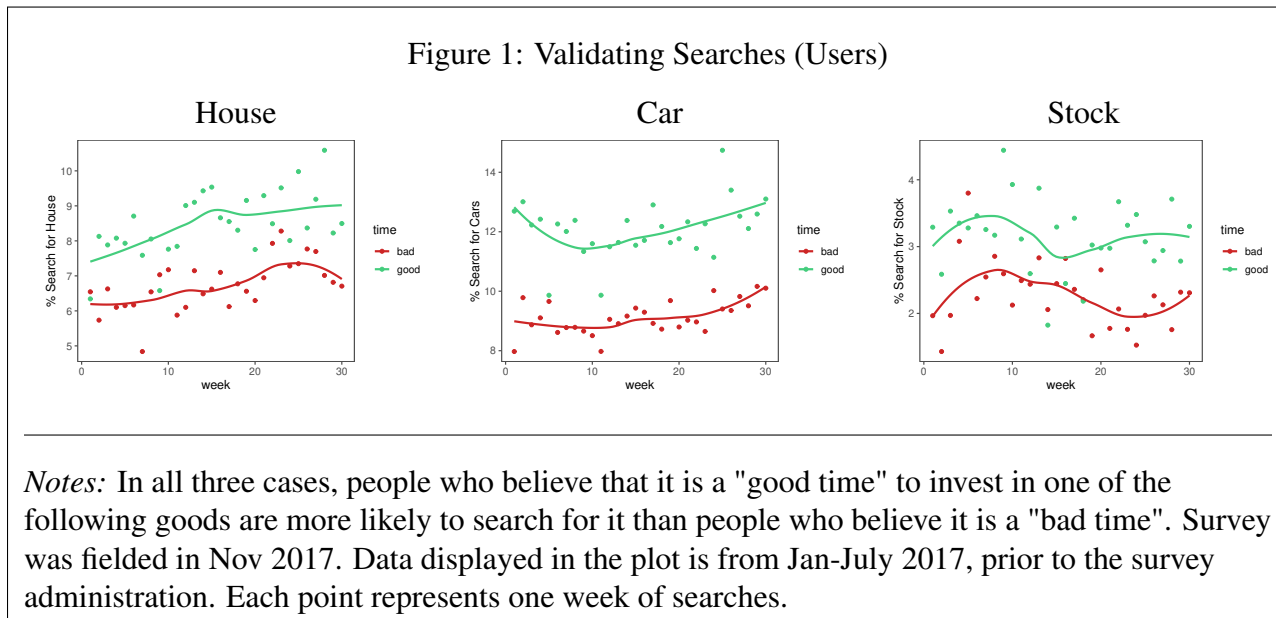 Figure 1: Validating Searches (Users)
House
Car
Stock
% Search for House
10
9
8
7
6
5
0
10
20
30
week
time
bad
good
% Search for Cars
14
12
10
8
0
10
20
30
week
time
bad
good
% Search for Stock
4
3
2
0
10
20
30
week
time
bad
good
Notes: In all three cases, people who believe that it is a "good time" to invest in one of the
following goods are more likely to search for it than people who believe it is a "bad time". Survey
was fielded in Nov 2017. Data displayed in the plot is from Jan-July 2017, prior to the survey
administration. Each point represents one week of searches.